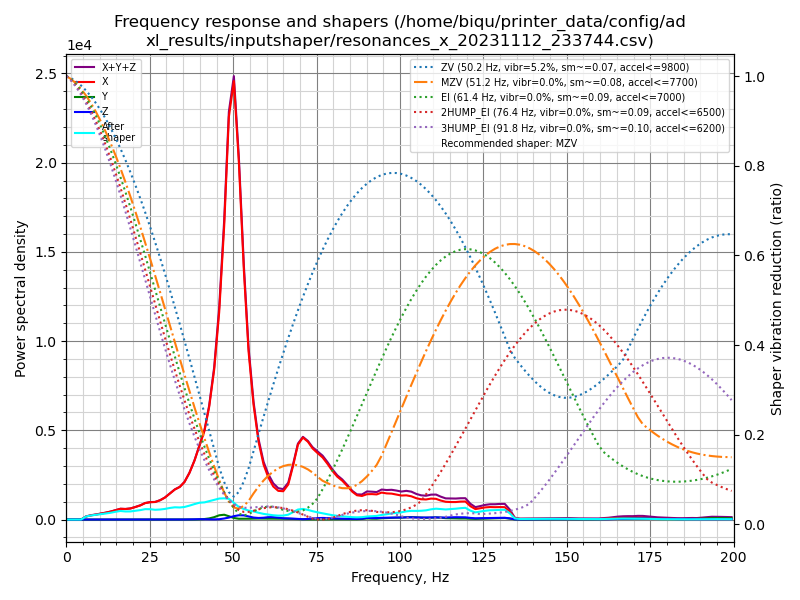 Frequency response and shapers (/home/biqu/printer_data/config/ad
xl_results/inputshaper/resonances_x_20231112_233744.csv)
1e4
X+Y+Z
X
Y
Z
After
shaper
ZV (50.2 Hz, vibr=5.2%, sm~=0.07, accel<=9800)
MZV (51.2 Hz, vibr=0.0%, sm~=0.08, accel<=7700)
EI (61.4 Hz, vibr=0.0%, sm~=0.09, accel<=7000)
2HUMP_EI (76.4 Hz, vibr=0.0%, sm~=0.09, accel<=6500)
3HUMP_EI (91.8 Hz, vibr=0.0%, sm~=0.10, accel<=6200)
Recommended shaper: MZV
Power spectral density
2.5
2.0
1.5
1.0
0.5
0.0
0
25
50
75
100
125
150
175
200
Frequency, Hz
1.0
0.8
0.6
0.4
0.2
0.0
Shaper vibration reduction (ratio)